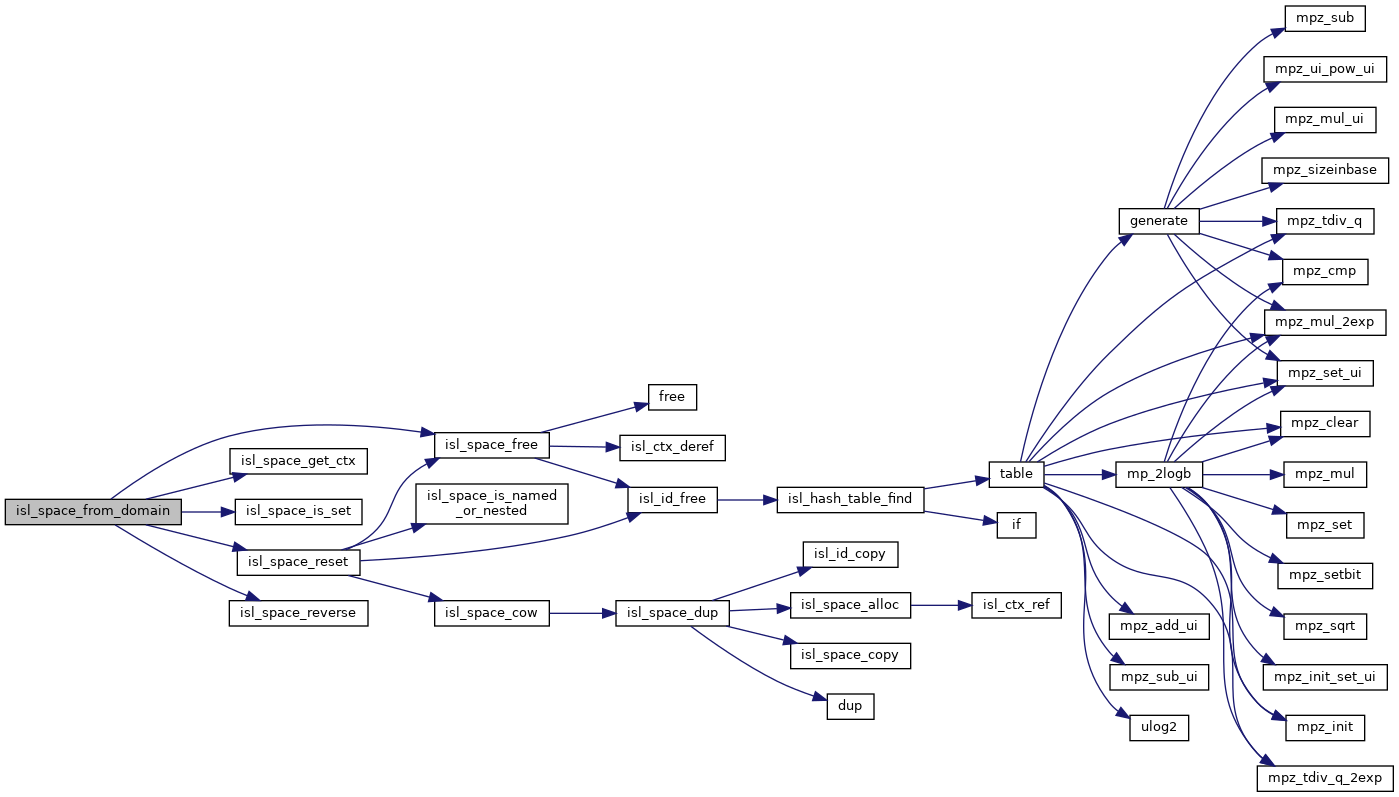 mpz_sub
mpz_ui_pow_ui
mpz_mul_ui
mpz_sizeinbase
generate
mpz_tdiv_q
mpz_cmp
mpz_mul_2exp
mpz_set_ui
free
mpz_clear
isl_space_free
isl_ctx_deref
isl_space_get_ctx
table
mp_2logb
mpz_mul
isl_space_is_named
_or_nested
isl_id_free
isl_hash_table_find
isl_space_from_domain
isl_space_is_set
if
mpz_set
isl_id_copy
isl_space_reset
mpz_setbit
isl_space_reverse
isl_space_cow
isl_space_dup
isl_space_alloc
isl_ctx_ref
mpz_add_ui
mpz_sqrt
isl_space_copy
mpz_sub_ui
mpz_init_set_ui
dup
ulog2
mpz_init
mpz_tdiv_q_2exp